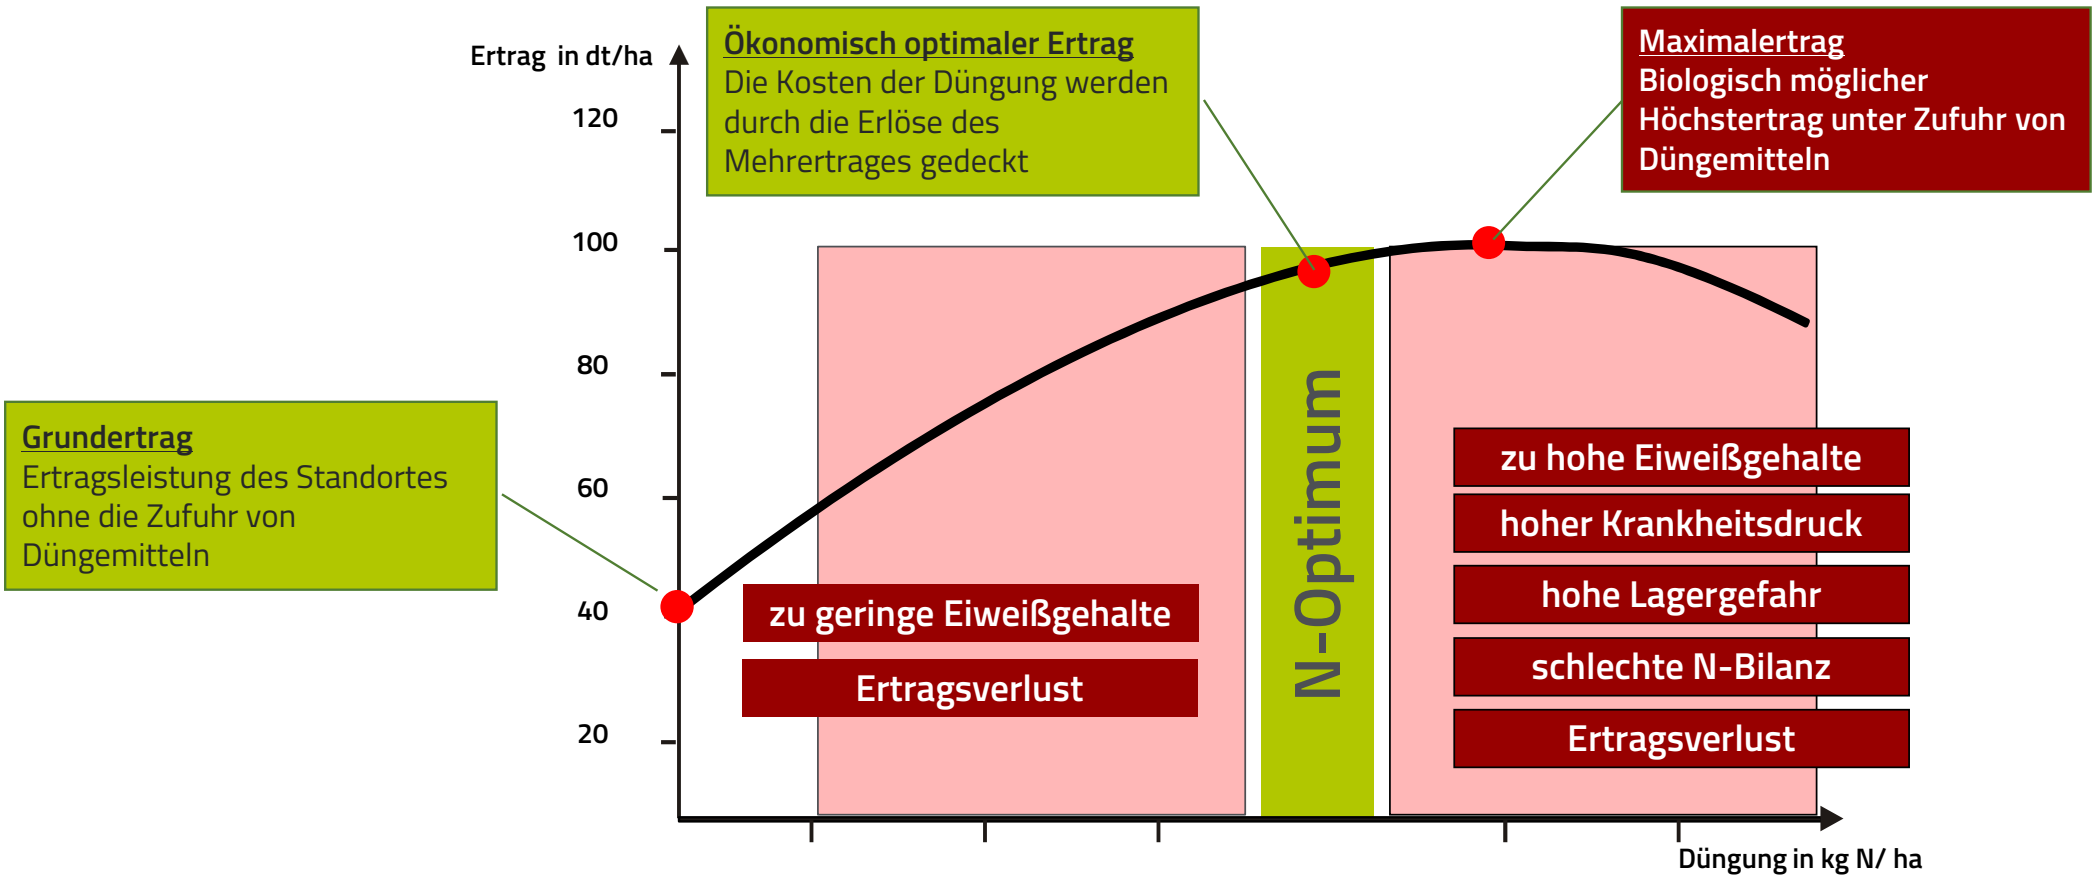 Ökonomisch optimaler Ertrag
Die Kosten der Düngung werden
durch die Erlöse des
Mehrertrages gedeckt
Maximalertrag
Biologisch möglicher
Höchstertrag unter Zufuhr von
Düngemitteln
Ertrag in dt/ha
120
100
80
60
40
20
Grundertrag
Ertragsleistung des Standortes
ohne die Zufuhr von
Düngemitteln
zu geringe Eiweißgehalte
Ertragsverlust
N-Optimum
zu hohe Eiweißgehalte
hoher Krankheitsdruck
hohe Lagergefahr
schlechte N-Bilanz
Ertragsverlust
Düngung in kg N/ ha